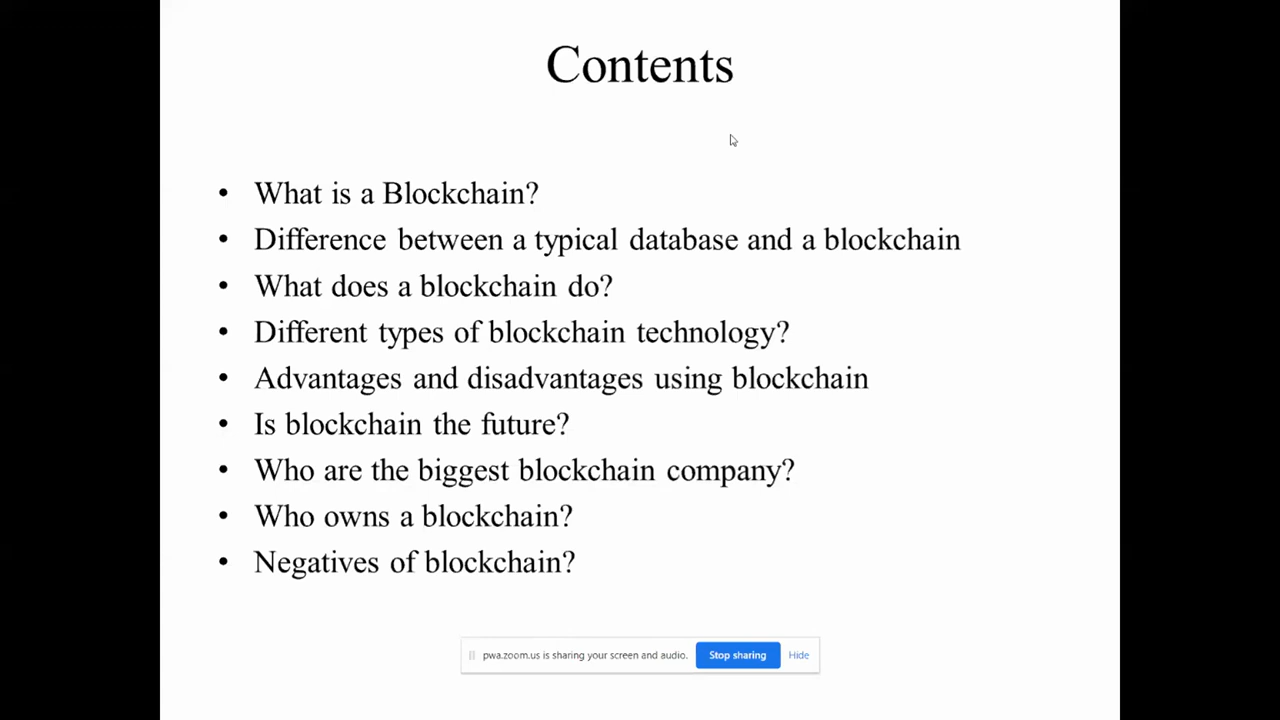 Contents
• What is a Blockchain?
• Difference between a typical database and a blockchain
• What does a blockchain do?
• Different types of blockchain technology?
• Advantages and disadvantages using blockchain
• Is blockchain the future?
• Who are the biggest blockchain company?
• Who owns a blockchain?
• Negatives of blockchain?
pwa.zoom.us is sharing your screen and audio. Stop sharing Hide